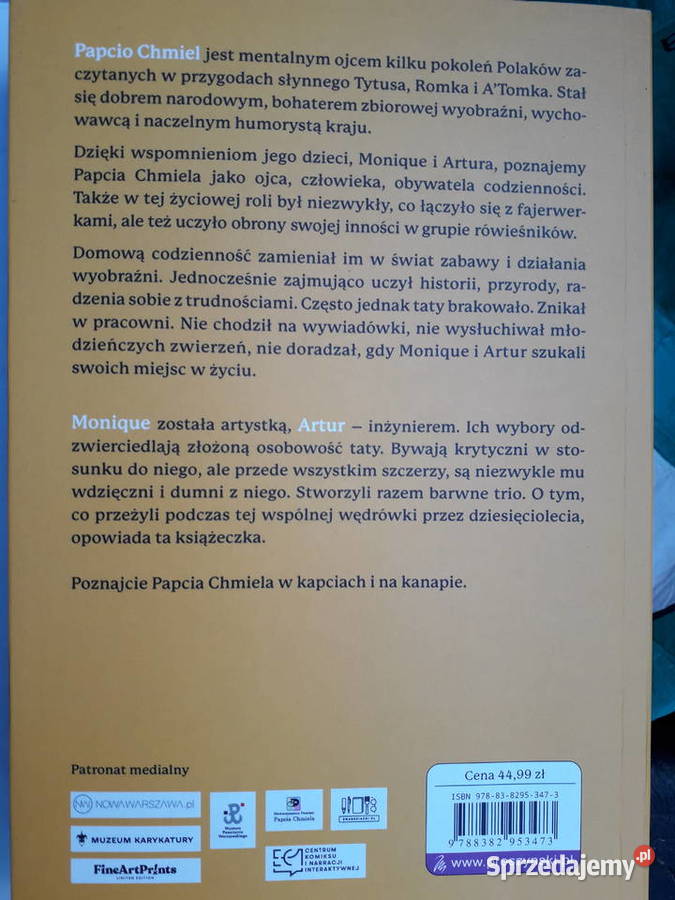 Papcio Chmiel jest mentalnym ojcem kilku pokoleń Polaków za-
czytanych w przygodach słynnego Tytusa, Romka i A'Tomka. Stał
się dobrem narodowym, bohaterem zbiorowej wyobraźni, wycho-
wawcą i naczelnym humorystą kraju.
Dzięki wspomnieniom jego dzieci, Monique i Artura, poznajemy
Papcia Chmiela jako ojca, człowieka, obywatela codzienności.
Także w tej życiowej roli był niezwykły, co łączyło się z fajerwer-
kami, ale też uczyło obrony swojej inności w grupie rówieśników.
Domową codzienność zamieniał im w świat zabawy i działania
wyobraźni. Jednocześnie zajmująco uczył historii, przyrody, ra-
dzenia sobie z trudnościami. Często jednak taty brakowało. Znikał
w pracowni. Nie chodził na wywiadówki, nie wysłuchiwał mło-
dzieńczych zwierzeń, nie doradzał, gdy Monique i Artur szukali
swoich miejsc w życiu.
Monique została artystką, Artur – inżynierem. Ich wybory od-
zwierciedlają złożoną osobowość taty. Bywają krytyczni w sto-
sunku do niego, ale przede wszystkim szczerzy, są niezwykle mu
wdzięczni i dumni z niego. Stworzyli razem barwne trio. O tym,
co przeżyli podczas tej wspólnej wędrówki przez dziesięciolecia,
opowiada ta książeczka.
Poznajcie Papcia Chmiela w kapciach i na kanapie.
Patronat medialny
NOWAWARSZAWA.pl
MUZEUM KARYKATURY
FineArtPrints
LIMITED EDITION
Muzeum
Powstania
Warszawskiego
Papcia Chmiela
CENTRUM
KOMIKSU
I NARRACJI
INTERAKTYWNEJ
Cena 44,99 zł
ISBN 978-83-8295-347-3
9 788382 953473
www.
Sprzedajemy.pl